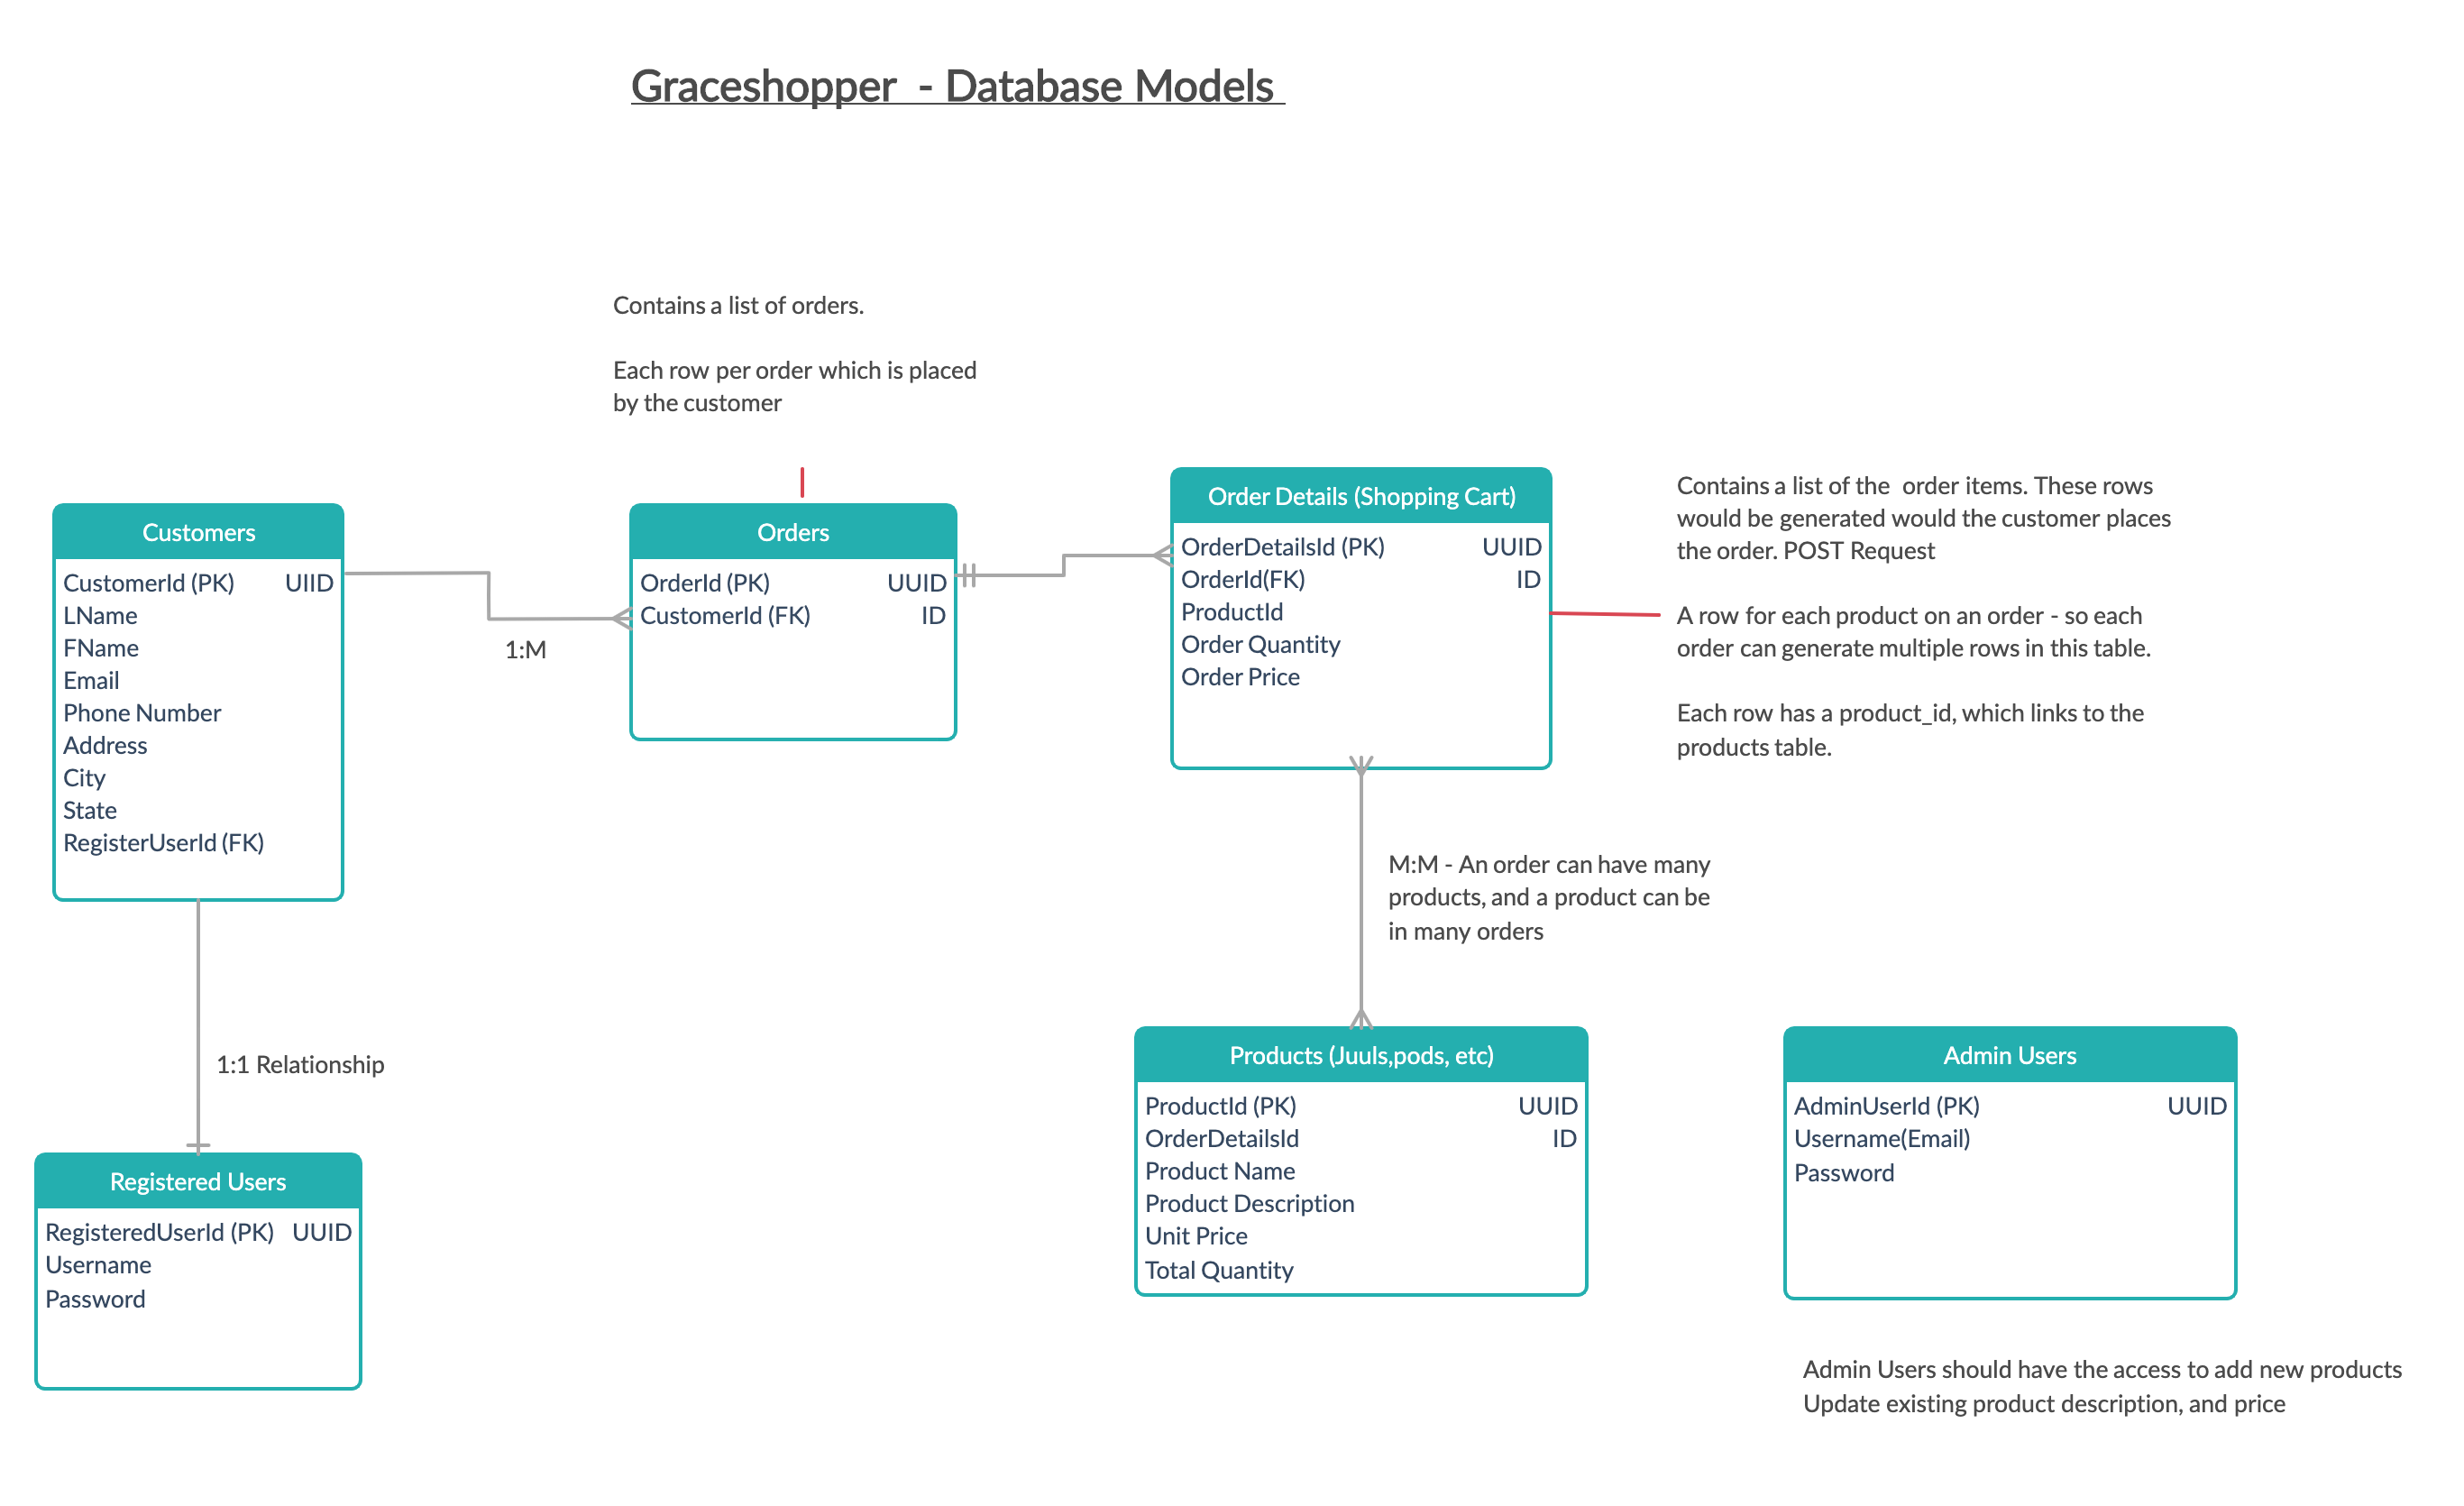 Graceshopper  - Database Models
Contains a list of orders.
Each row per order which is placed
by the customer
Customers
CustomerId (PK) UIID
LName
FName
Email
Phone Number
Address
City
State
RegisterUserId (FK)
1:M
Orders
OrderId (PK) UUID
CustomerId (FK) ID
Order Details (Shopping Cart)
OrderDetailsId (PK) UUID
OrderId(FK) ID
ProductId
Order Quantity
Order Price
Contains a list of the  order items. These rows
would be generated would the customer places
the order. POST Request
A row for each product on an order - so each
order can generate multiple rows in this table.
Each row has a product_id, which links to the
products table.
M:M - An order can have many
products, and a product can be
in many orders
1:1 Relationship
Registered Users
RegisteredUserId (PK) UUID
Username
Password
Products (Juuls,pods, etc)
ProductId (PK) UUID
OrderDetailsId ID
Product Name
Product Description
Unit Price
Total Quantity
Admin Users
AdminUserId (PK) UUID
Username(Email)
Password
Admin Users should have the access to add new products
Update existing product description, and price